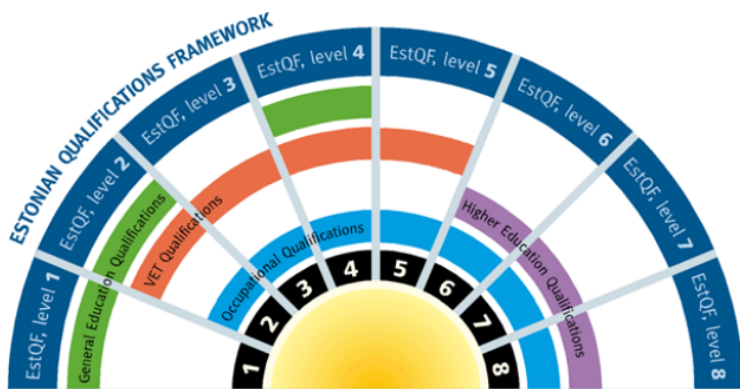 ESTONIAN QUALIFICATIONS FRAMEWORK
EstQF, level 1
EstQF, level 2
EstQF, level 3
EstQF, level 4
EstQF, level 5
EstQF, level 6
EstQF, level 7
EstQF, level 8
General Education Qualifications
VET Qualifications
Occupational Qualifications
Higher Education Qualifications
1
2
3
4
5
6
7
8